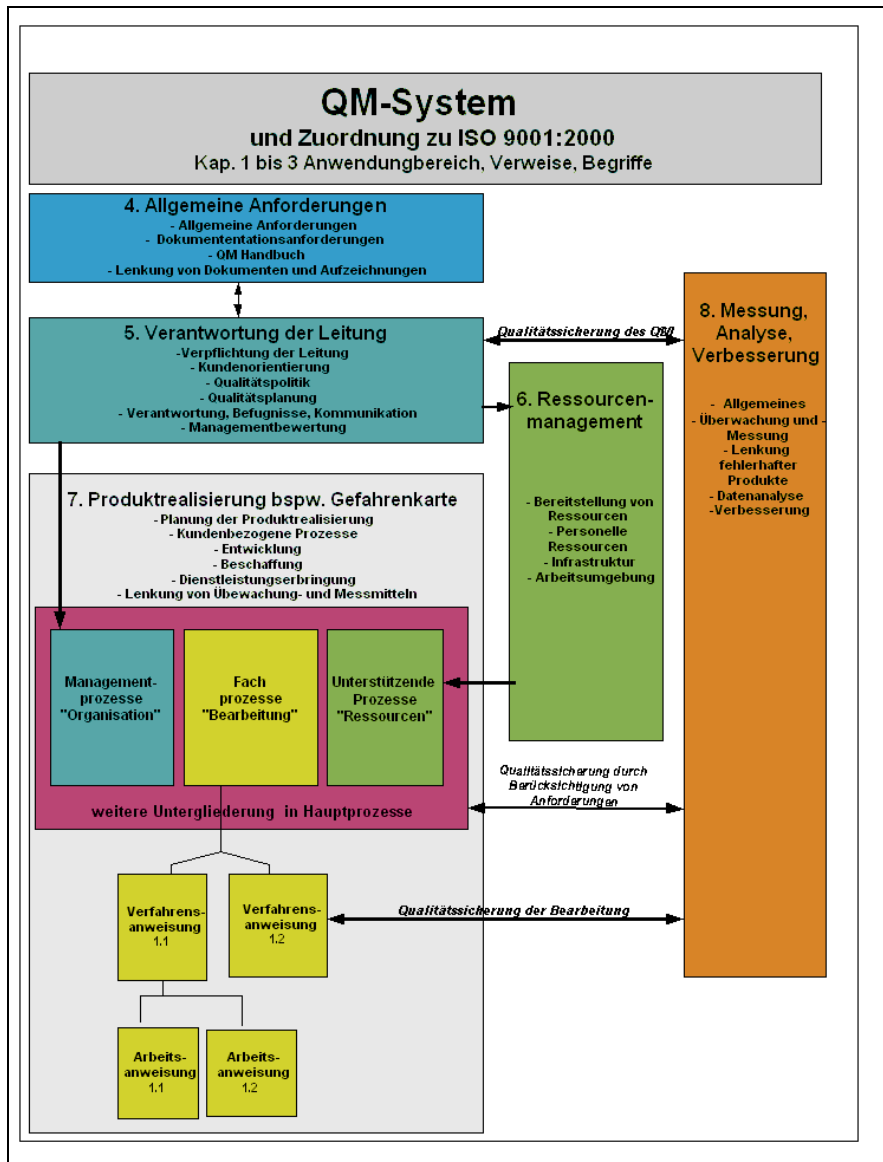 QM-System
und Zuordnung zu ISO 9001:2000
Kap. 1 bis 3 Anwendungbereich, Verweise, Begriffe
4. Allgemeine Anforderungen
- Allgemeine Anforderungen
- Dokumententationsanforderungen
- QM Handbuch
- Lenkung von Dokumenten und Aufzeichnungen
5. Verantwortung der Leitung
-Verpflichtung der Leitung
- Kundenorientierung
- Qualitätspolitik
- Qualitätsplanung
- Verantwortung, Befugnisse, Kommunikation
- Managementbewertung
Qualitätssicherung des
8. Messung,
Analyse,
Verbesserung
- Allgemeines
- Überwachung und -
Messung
- Lenkung
fehlerhafter
Produkte
- Datenanalyse
-Verbesserung
6. Ressourcen-
management
- Bereitstellung von
Ressourcen
- Personelle
Ressourcen
- Infrastruktur
- Arbeitsumgebung
7. Produktrealisierung bspw. Gefahrenkarte
- Planung der Produktrealisierung
- Kundenbezogene Prozesse
- Entwicklung
- Beschaffung
- Dienstleistungserbringung
- Lenkung von Übewachung- und Messmitteln
Management-
prozesse
"Organisation"
Fach
prozesse
"Bearbeitung"
Unterstützende
Prozesse
"Ressourcen"
weitere Untergliederung in Hauptprozesse
Qualitätssicherung durch
Berücksichtigung von
Anforderungen
Verfahrens-
anweisung
1.1
Verfahrens-
anweisung
1.2
Qualitätssicherung der Bearbeitung
Arbeits-
anweisung
1.1
Arbeits-
anweisung
1.2